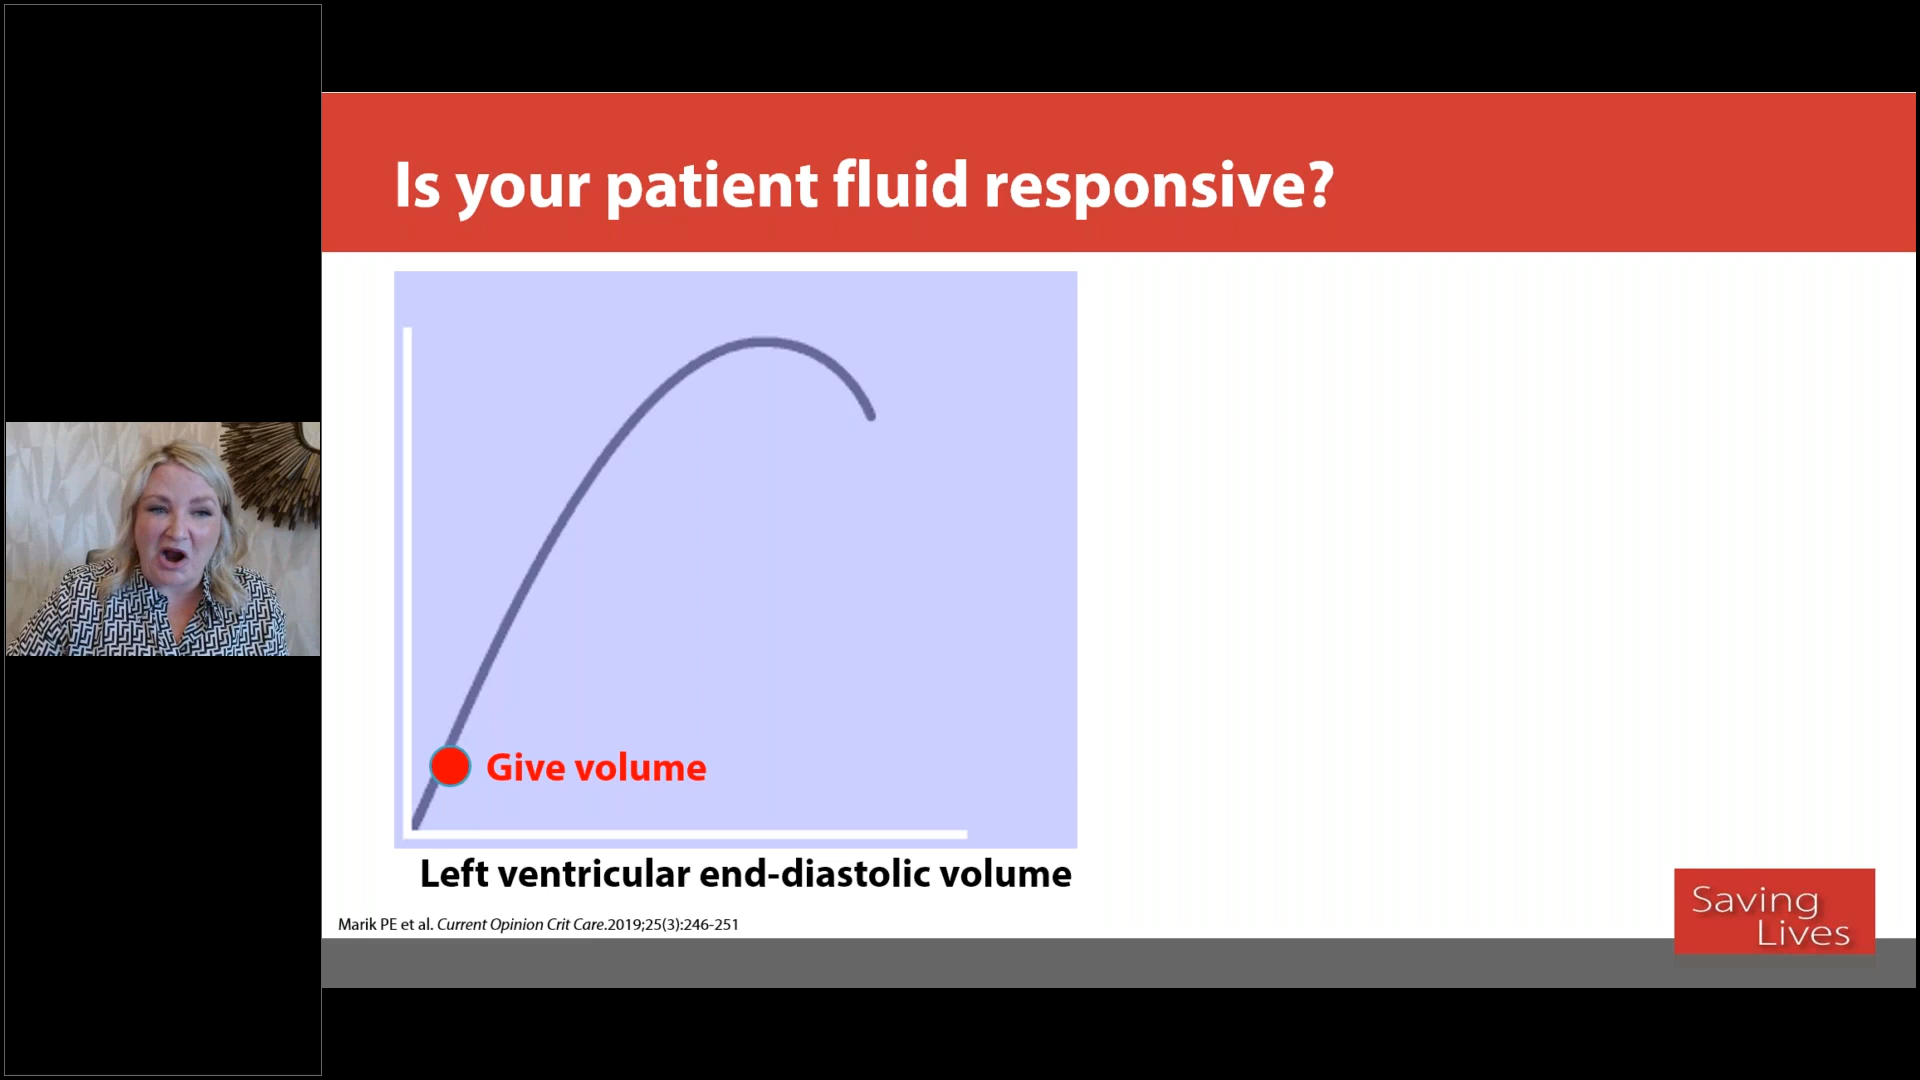 Is your patient fluid responsive?
Give volume
Left ventricular end-diastolic volume
Marik PE et al. Current Opinion Crit Care.2019;25(3):246-251
Saving
Lives